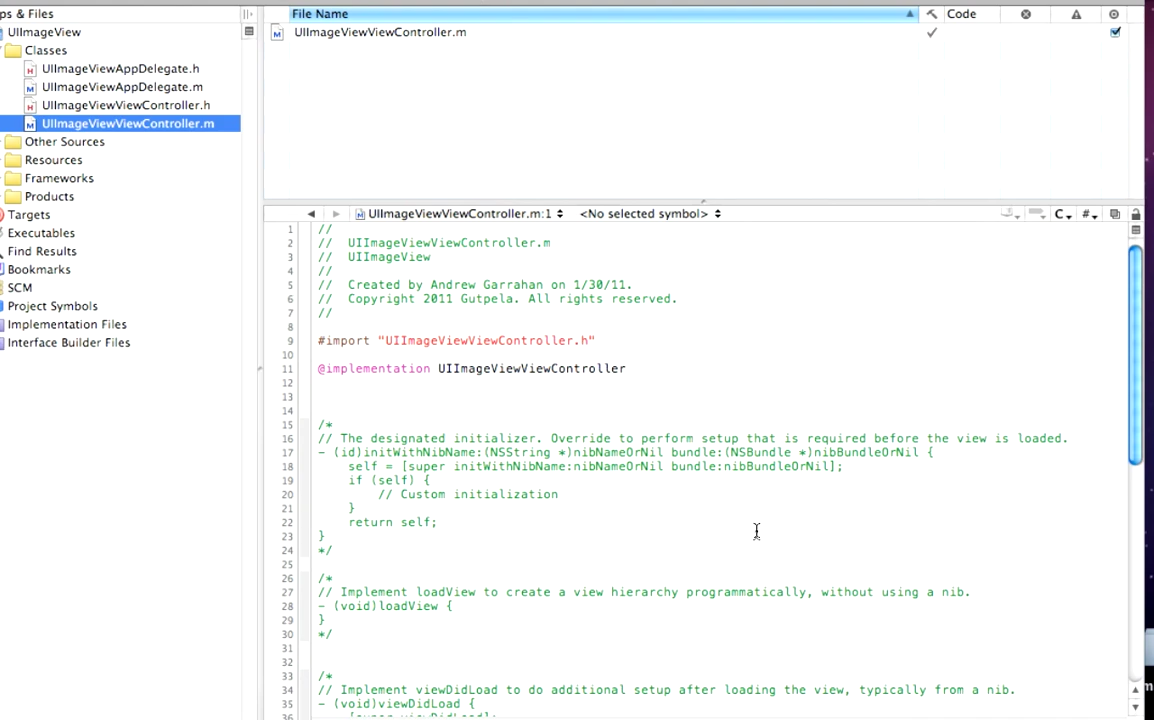 ps & Files
UIImageView
Classes
UIImageViewAppDelegate.h
UIImageViewAppDelegate.m
UIImageViewViewController.h
UIImageViewViewController.m
Other Sources
Resources
Frameworks
Products
Targets
Executables
Find Results
Bookmarks
SCM
Project Symbols
Implementation Files
Interface Builder Files
File Name Code
UIImageViewViewController.m
UIImageViewViewController.m:1 <No selected symbol> C #
1 //
2 //  UIImageViewViewController.m
3 //  UIImageView
4 //
5 //  Created by Andrew Garrahan on 1/30/11.
6 //  Copyright 2011 Gutpela. All rights reserved.
7 //
8
9 #import "UIImageViewViewController.h"
10
11 @implementation UIImageViewViewController
12
13
14
15 /*
16 // The designated initializer. Override to perform setup that is required before the view is loaded.
17 - (id)initWithNibName:(NSString *)nibNameOrNil bundle:(NSBundle *)nibBundleOrNil {
18     self = [super initWithNibName:nibNameOrNil bundle:nibBundleOrNil];
19     if (self) {
20         // Custom initialization
21     }
22     return self;
23 }
24 */
25
26 /*
27 // Implement loadView to create a view hierarchy programmatically, without using a nib.
28 - (void)loadView {
29 }
30 */
31
32
33 /*
34 // Implement viewDidLoad to do additional setup after loading the view, typically from a nib.
35 - (void)viewDidLoad {
36     [super viewDidLoad];